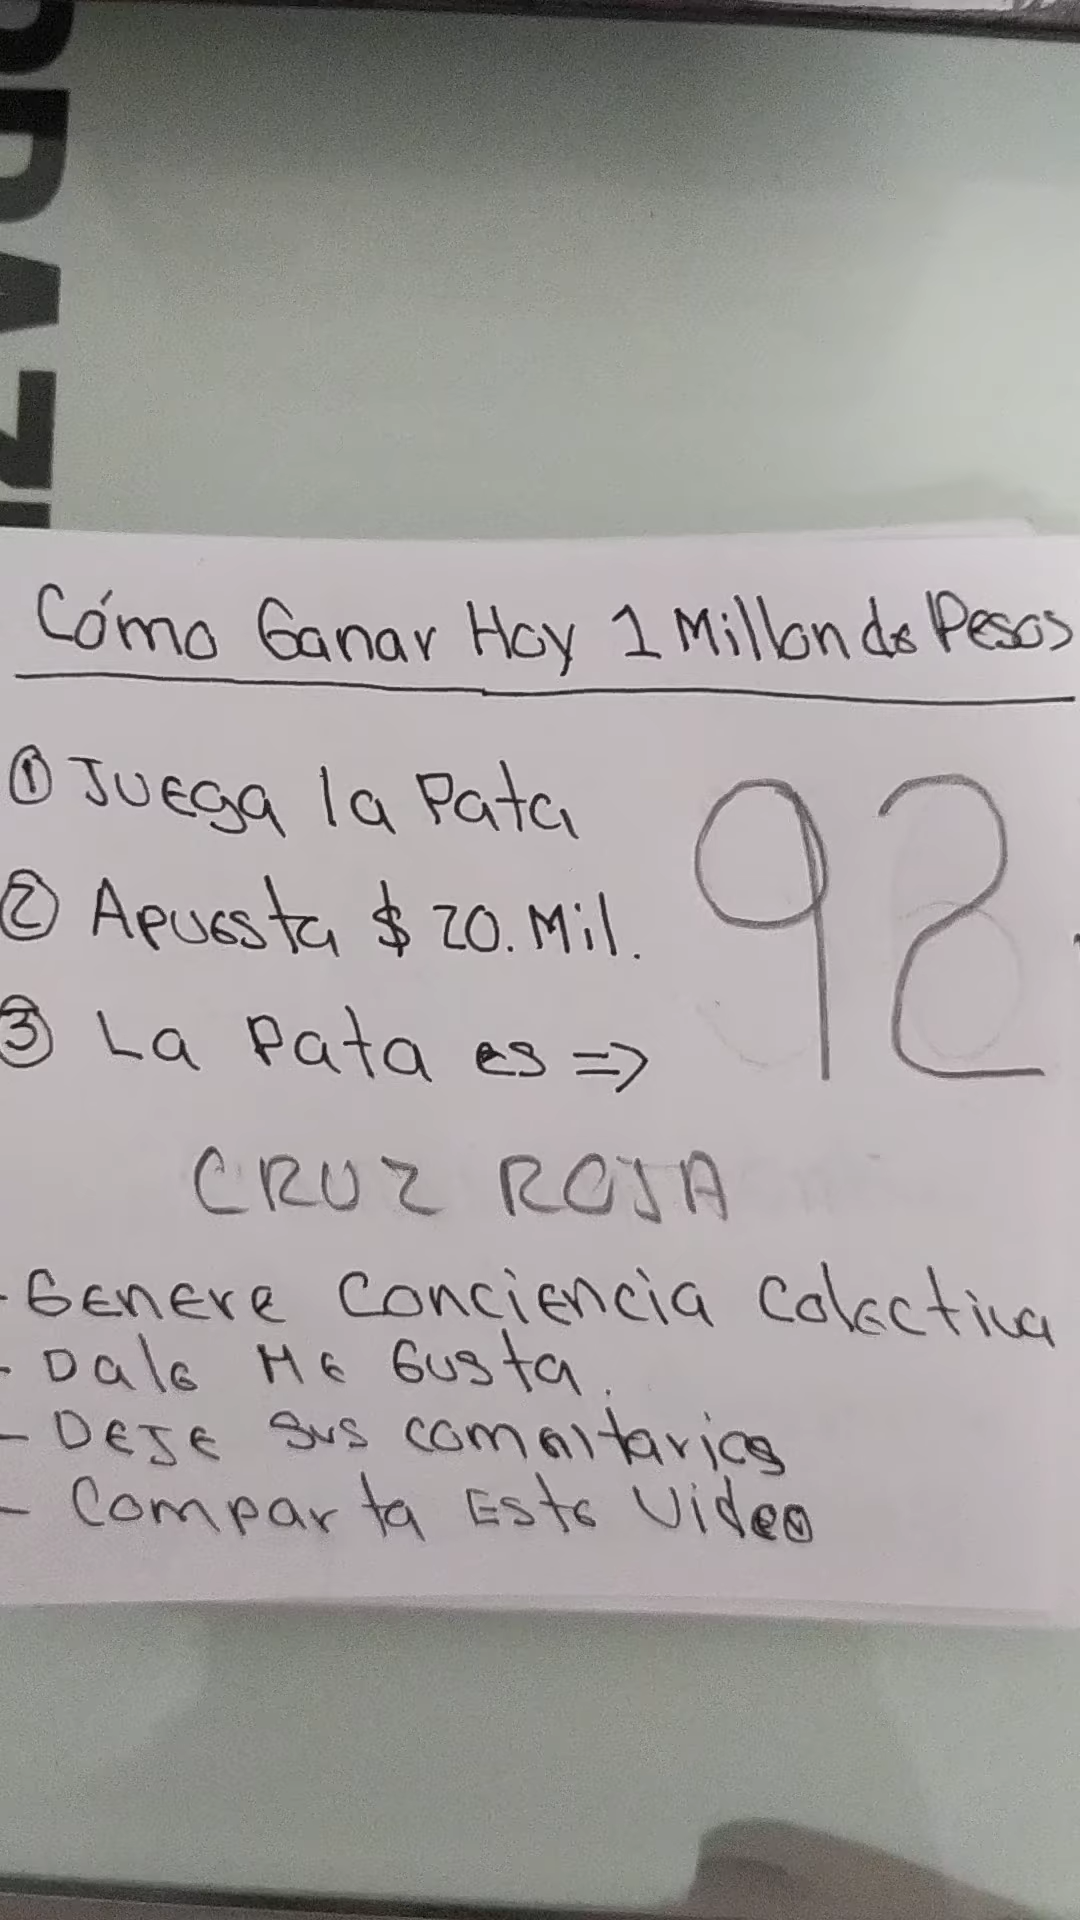 Cómo Ganar Hoy 1 Millon de Pesos
① Juega la Pata
② Apuesta $ 20. Mil.
③ La Pata es => 92
CRUZ ROJA
- Genere Conciencia Colectiva
- Dale Me Gusta.
- DEJE sus comentarios
- Comparta Este Video